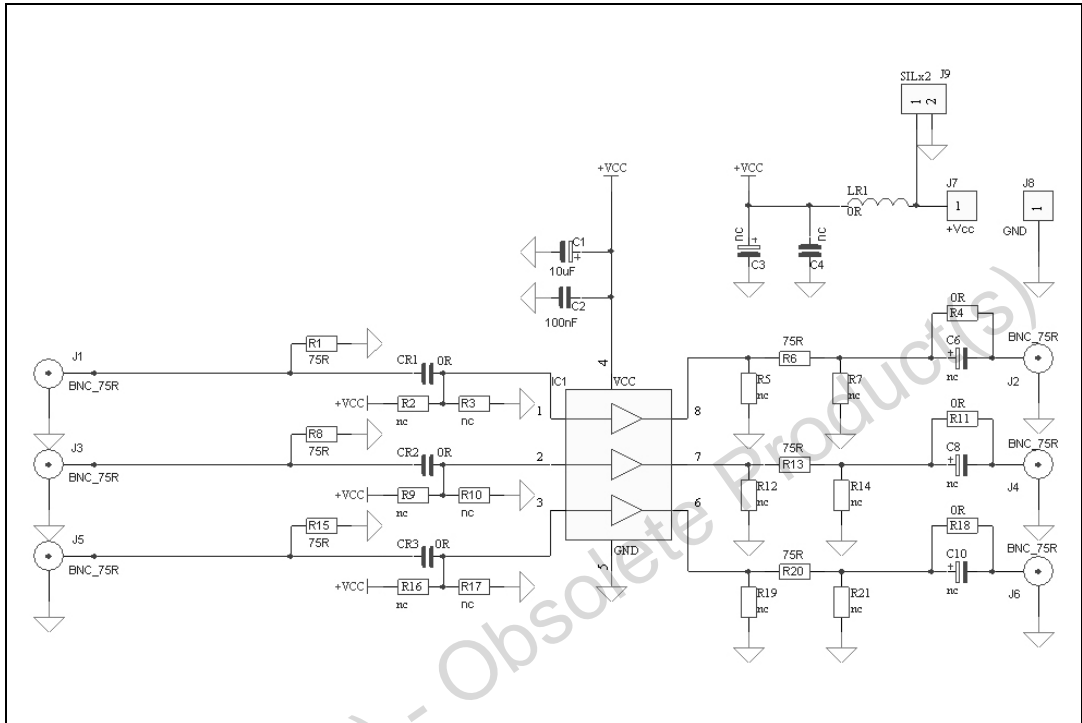 SILx2 J9
1 2
+VCC
+VCC
LR1
0R
J7
1
+Vcc
J8
1
GND
nc
+
C3
nc
C4
C1
+
10uF
C2
100nF
4
VCC
IC1
J1
BNC_75R
R1
75R
CR1 0R
+VCC R2 R3
nc nc
1
8
75R
R6
R5
nc
R7
nc
0R
R4
C6
+
nc
BNC_75R
J2
J3
BNC_75R
R8
75R
CR2 0R
+VCC R9 R10
nc nc
2
7
75R
R13
R12
nc
R14
nc
0R
R11
C8
+
nc
BNC_75R
J4
J5
BNC_75R
R15
75R
CR3 0R
+VCC R16 R17
nc nc
3
6
GND
5
75R
R20
R19
nc
R21
nc
0R
R18
C10
+
nc
BNC_75R
J6
) - Obsolete Product(s)